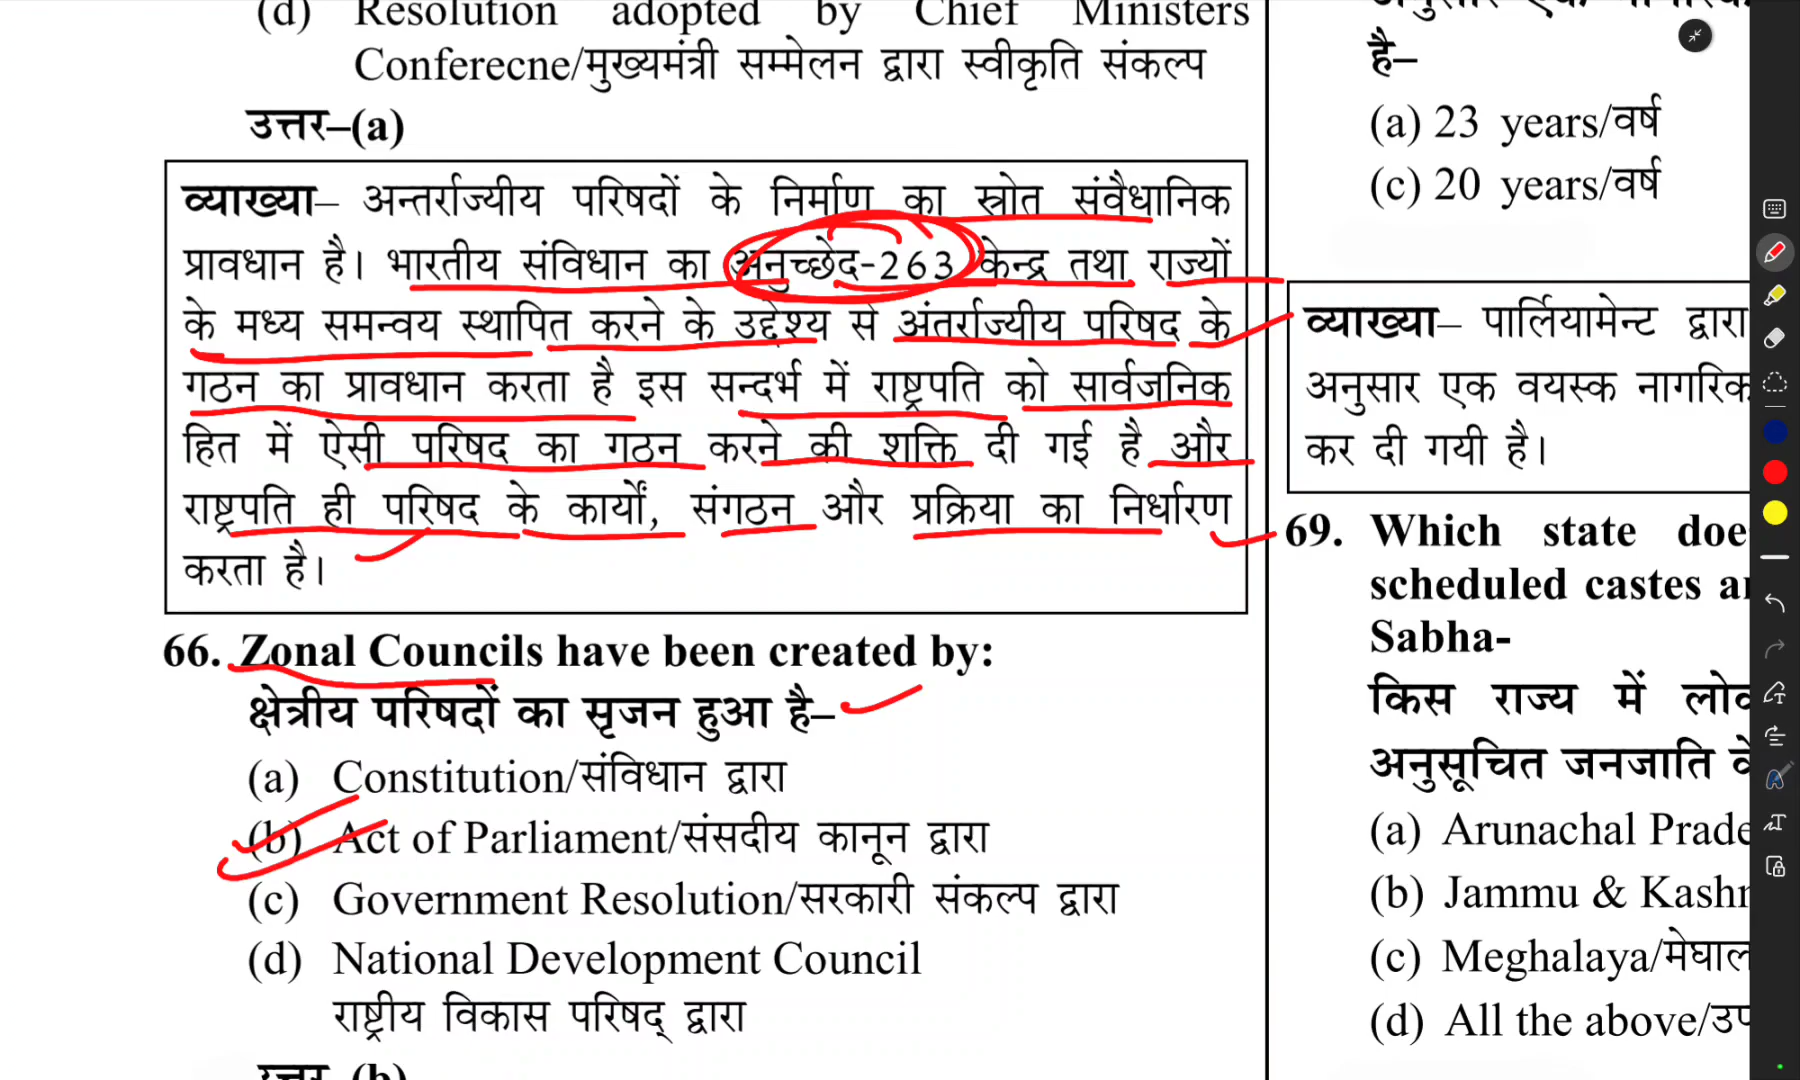 (d) Resolution adopted by Chief Ministers
Conferecne/मुख्यमंत्री सम्मेलन द्वारा स्वीकृति संकल्प
उत्तर–(a)
व्याख्या– अन्तर्राज्यीय परिषदों के निर्माण का स्रोत संवैधानिक
प्रावधान है। भारतीय संविधान का अनुच्छेद-263 केन्द्र तथा राज्यों
के मध्य समन्वय स्थापित करने के उद्देश्य से अंतर्राज्यीय परिषद के
गठन का प्रावधान करता है इस सन्दर्भ में राष्ट्रपति को सार्वजनिक
हित में ऐसी परिषद का गठन करने की शक्ति दी गई है और
राष्ट्रपति ही परिषद के कार्यों, संगठन और प्रक्रिया का निर्धारण
करता है।
66. Zonal Councils have been created by:
क्षेत्रीय परिषदों का सृजन हुआ है–
(a) Constitution/संविधान द्वारा
(b) Act of Parliament/संसदीय कानून द्वारा
(c) Government Resolution/सरकारी संकल्प द्वारा
(d) National Development Council
राष्ट्रीय विकास परिषद् द्वारा
उत्तर–(b)
है–
(a) 23 years/वर्ष
(c) 20 years/वर्ष
व्याख्या– पार्लियामेन्ट द्वारा
अनुसार एक वयस्क नागरिक
कर दी गयी है।
69. Which state doe
scheduled castes a
Sabha-
किस राज्य में लो
अनुसूचित जनजाति
(a) Arunachal Prade
(b) Jammu & Kash
(c) Meghalaya/मेघाल
(d) All the above/उप